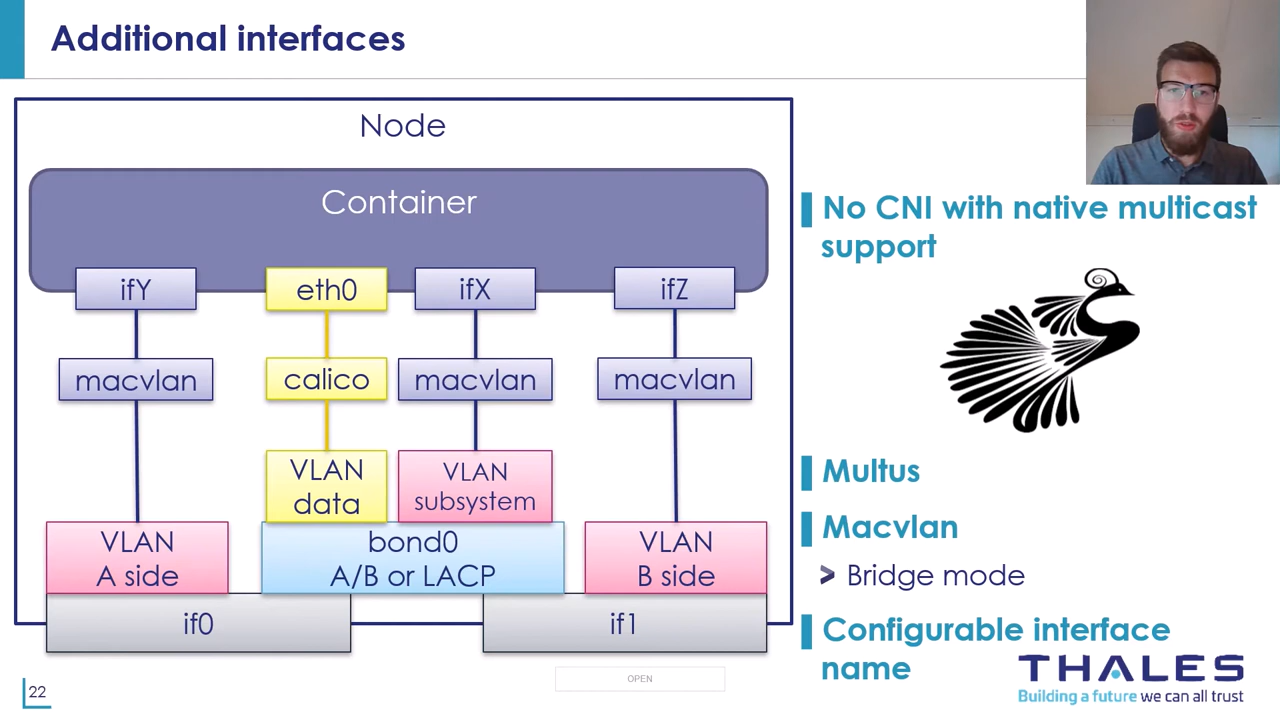 Additional interfaces
Node
Container
ifY
eth0
ifX
ifZ
macvlan
calico
macvlan
macvlan
VLAN
data
VLAN
subsystem
VLAN
A side
bond0
A/B or LACP
VLAN
B side
if0
if1
No CNI with native multicast
support
Multus
Macvlan
> Bridge mode
Configurable interface
name
THALES
Building a future we can all trust
22
OPEN